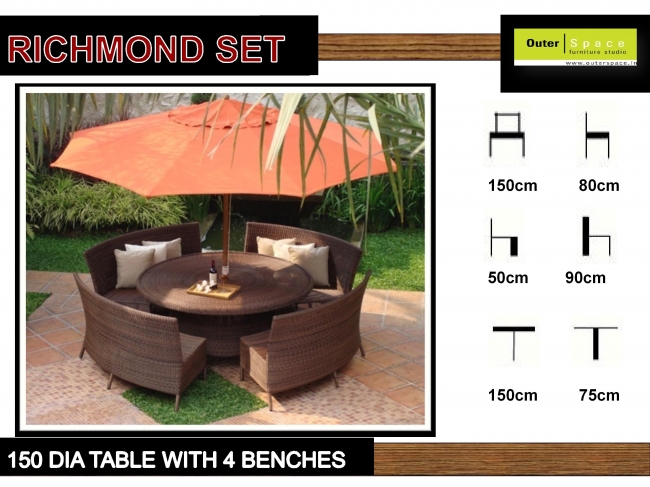 RICHMOND SET
Outer Space
furniture studio
www.outerspace.in
150cm 80cm
50cm 90cm
150cm 75cm
150 DIA TABLE WITH 4 BENCHES